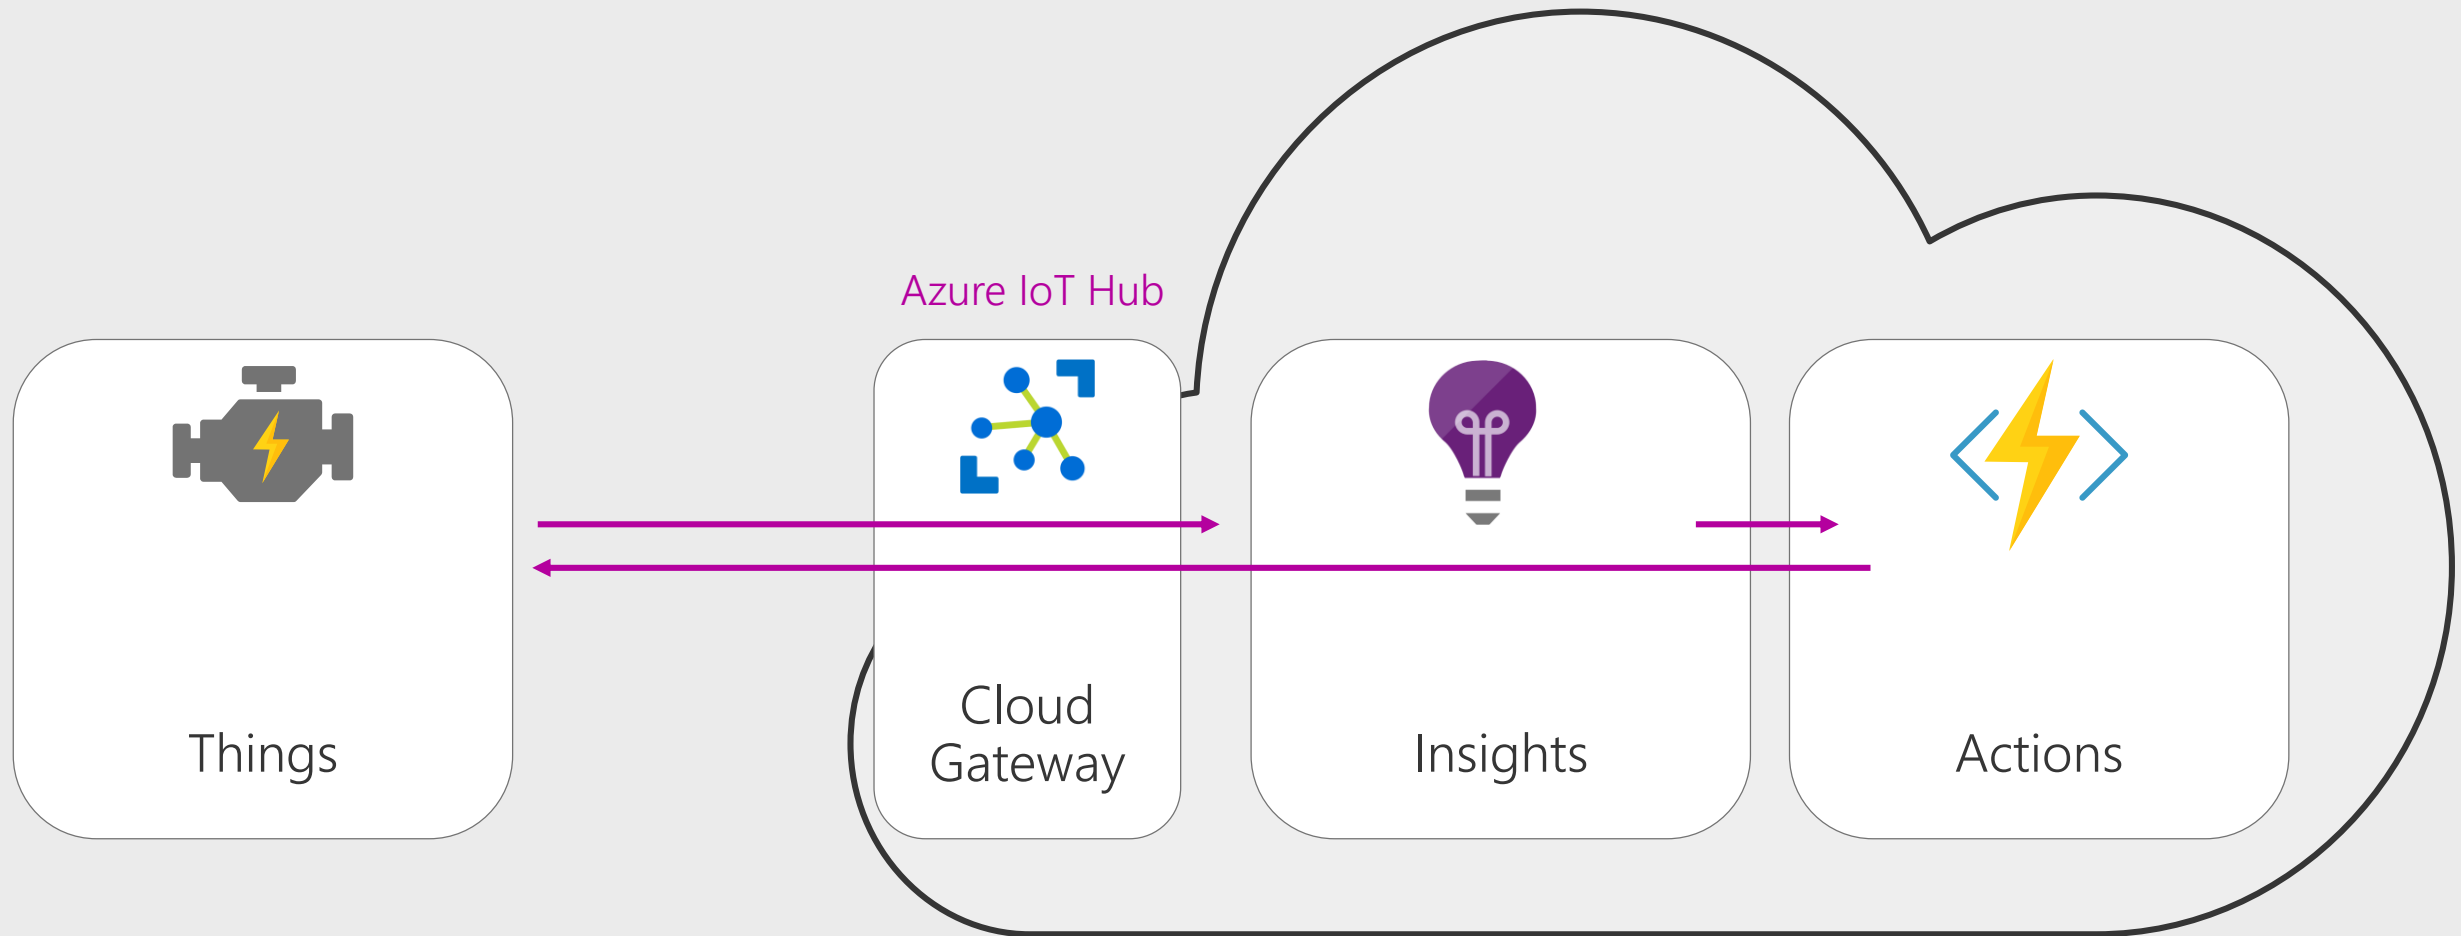 Azure IoT Hub
Things
Cloud
Gateway
Insights
Actions